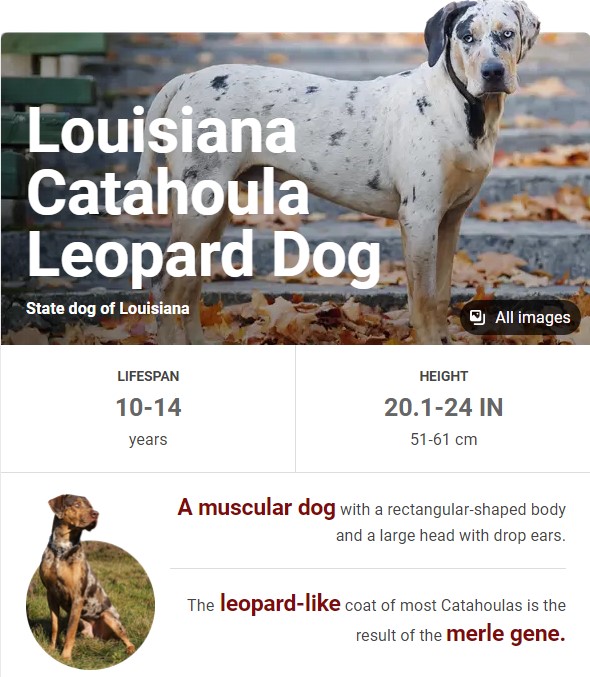 Louisiana
Catahoula
Leopard Dog
State dog of Louisiana
All images
LIFESPAN
10-14
years
HEIGHT
20.1-24 IN
51-61 cm
A muscular dog with a rectangular-shaped body
and a large head with drop ears.
The leopard-like coat of most Catahoulas is the
result of the merle gene.